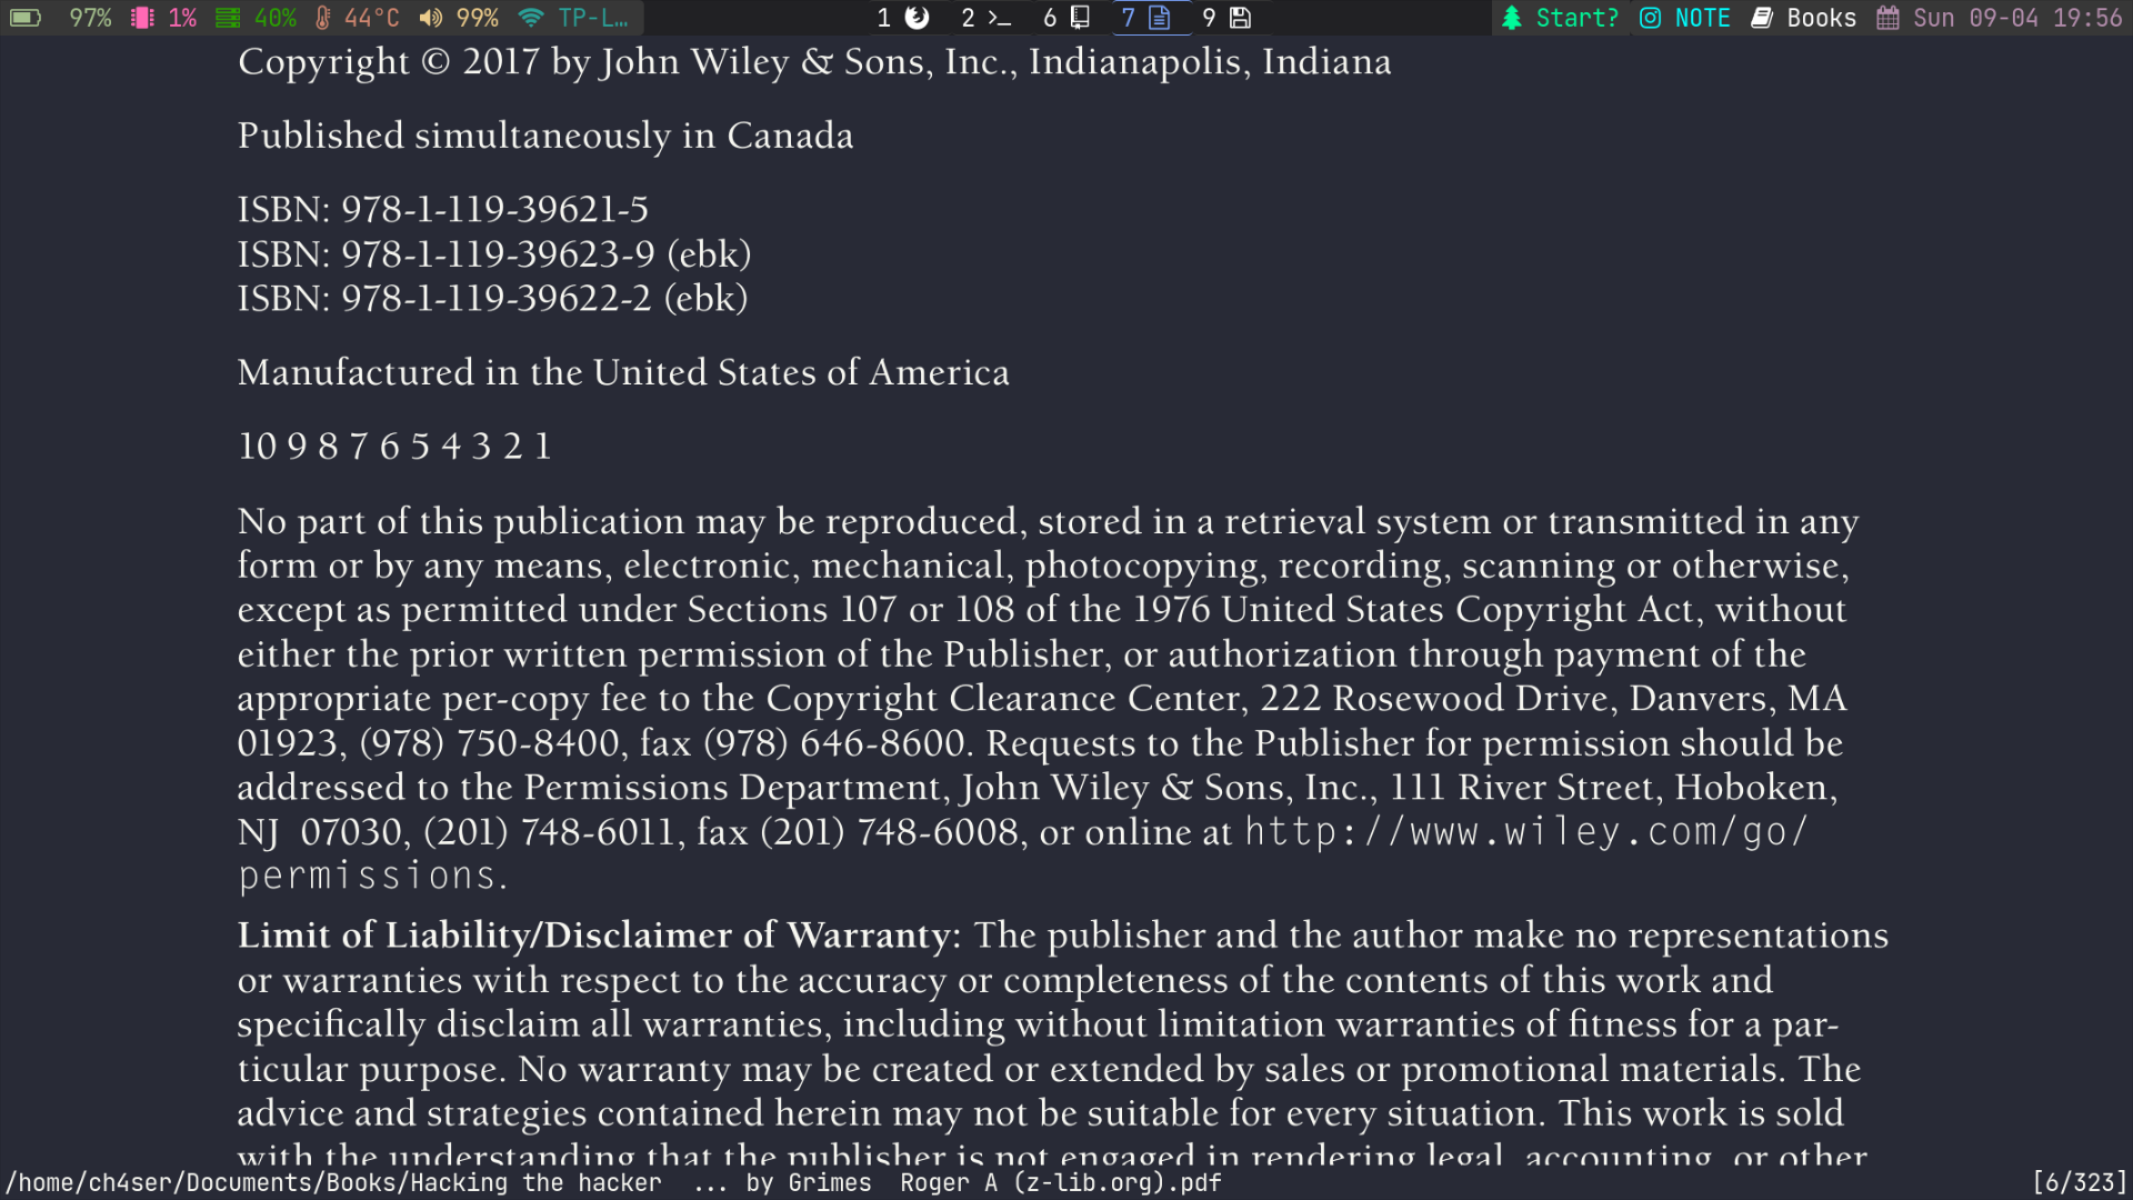 97% 1% 40% 44°C 99% TP-L… 1 2 >_ 6 7 9 Start? NOTE Books Sun 09-04 19:56
Copyright © 2017 by John Wiley & Sons, Inc., Indianapolis, Indiana
Published simultaneously in Canada
ISBN: 978-1-119-39621-5
ISBN: 978-1-119-39623-9 (ebk)
ISBN: 978-1-119-39622-2 (ebk)
Manufactured in the United States of America
10 9 8 7 6 5 4 3 2 1
No part of this publication may be reproduced, stored in a retrieval system or transmitted in any
form or by any means, electronic, mechanical, photocopying, recording, scanning or otherwise,
except as permitted under Sections 107 or 108 of the 1976 United States Copyright Act, without
either the prior written permission of the Publisher, or authorization through payment of the
appropriate per-copy fee to the Copyright Clearance Center, 222 Rosewood Drive, Danvers, MA
01923, (978) 750-8400, fax (978) 646-8600. Requests to the Publisher for permission should be
addressed to the Permissions Department, John Wiley & Sons, Inc., 111 River Street, Hoboken,
NJ 07030, (201) 748-6011, fax (201) 748-6008, or online at http://www.wiley.com/go/
permissions.
Limit of Liability/Disclaimer of Warranty: The publisher and the author make no representations
or warranties with respect to the accuracy or completeness of the contents of this work and
specifically disclaim all warranties, including without limitation warranties of fitness for a par-
ticular purpose. No warranty may be created or extended by sales or promotional materials. The
advice and strategies contained herein may not be suitable for every situation. This work is sold
with the understanding that the publisher is not engaged in rendering legal, accounting, or other
/home/ch4ser/Documents/Books/Hacking the hacker ... by Grimes Roger A (z-lib.org).pdf [6/323]